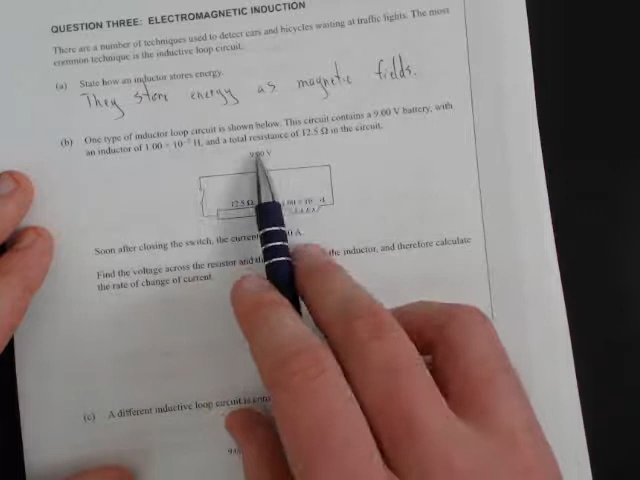 QUESTION THREE: ELECTROMAGNETIC INDUCTION
There are a number of techniques used to detect cars and bicycles waiting at traffic lights. The most
common technique is the inductive loop circuit.
(a) State how an inductor stores energy.
They store energy as magnetic fields.
(b) One type of inductor loop circuit is shown below. This circuit contains a 9.00 V battery, with
an inductor of H, and a total resistance of 12.5 Ω in the circuit.
9.00 V
12.5 Ω
Soon after closing the switch, the current A.
Find the voltage across the resistor and the inductor, and therefore calculate
the rate of change of current.
(c) A different inductive loop circuit is